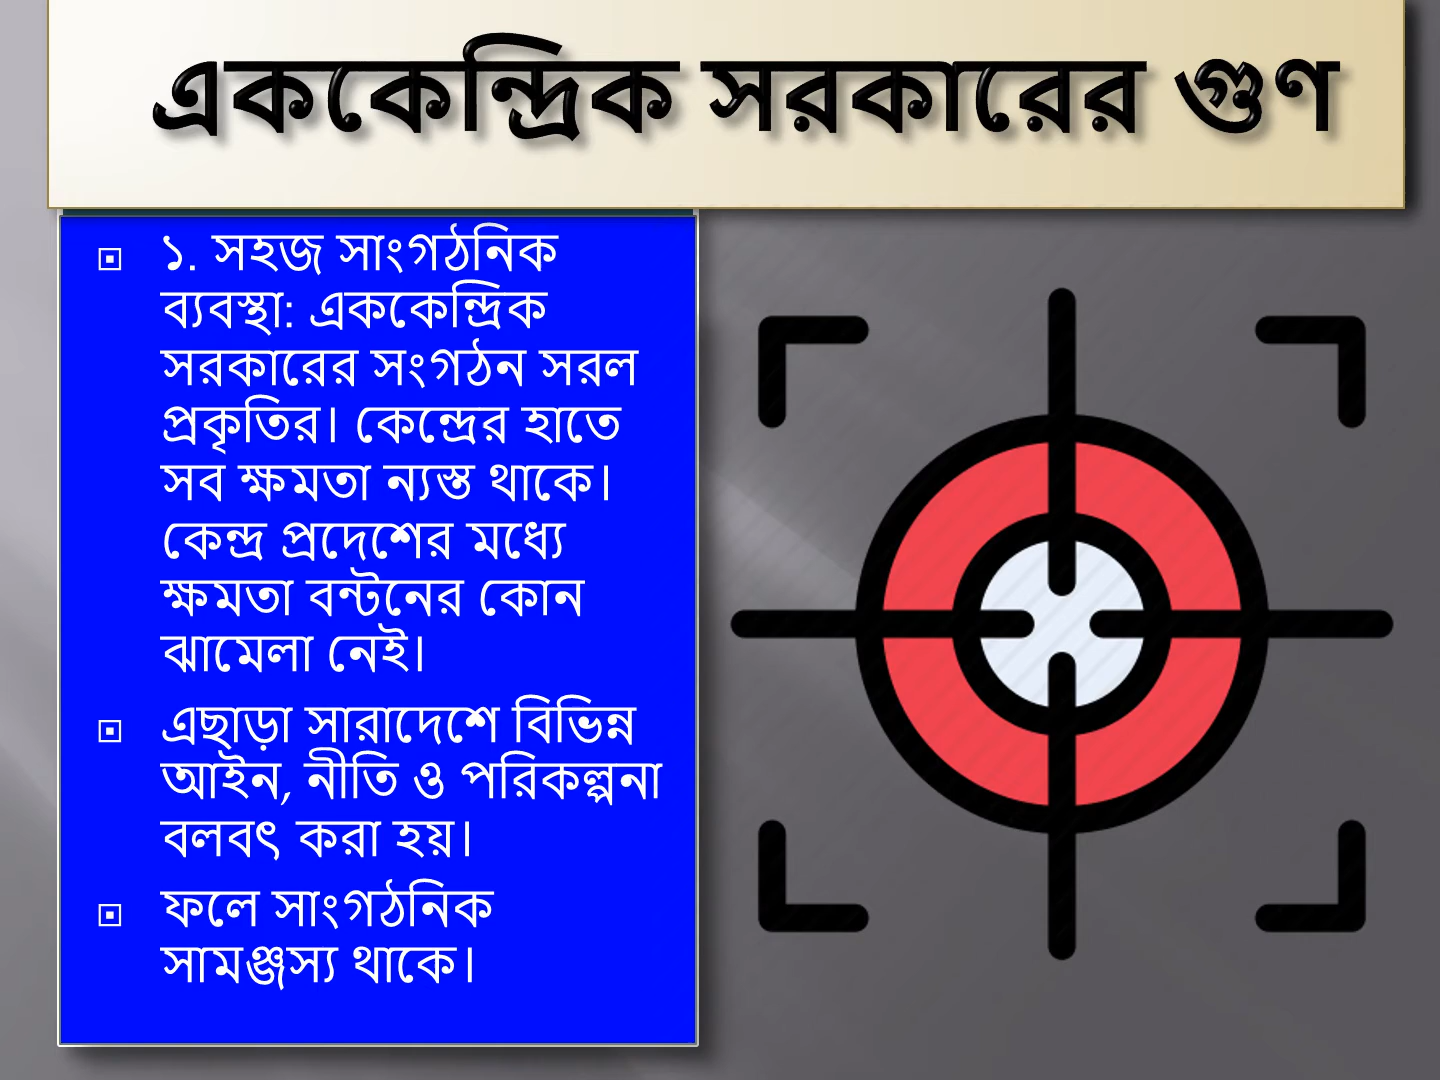 এককেন্দ্রিক সরকারের গুণ
১. সহজ সাংগঠনিক
ব্যবস্থা: এককেন্দ্রিক
সরকারের সংগঠন সরল
প্রকৃতির। কেন্দ্রের হাতে
সব ক্ষমতা ন্যস্ত থাকে।
কেন্দ্র প্রদেশের মধ্যে
ক্ষমতা বন্টনের কোন
ঝামেলা নেই।
এছাড়া সারাদেশে বিভিন্ন
আইন, নীতি ও পরিকল্পনা
বলবৎ করা হয়।
ফলে সাংগঠনিক
সামঞ্জস্য থাকে।